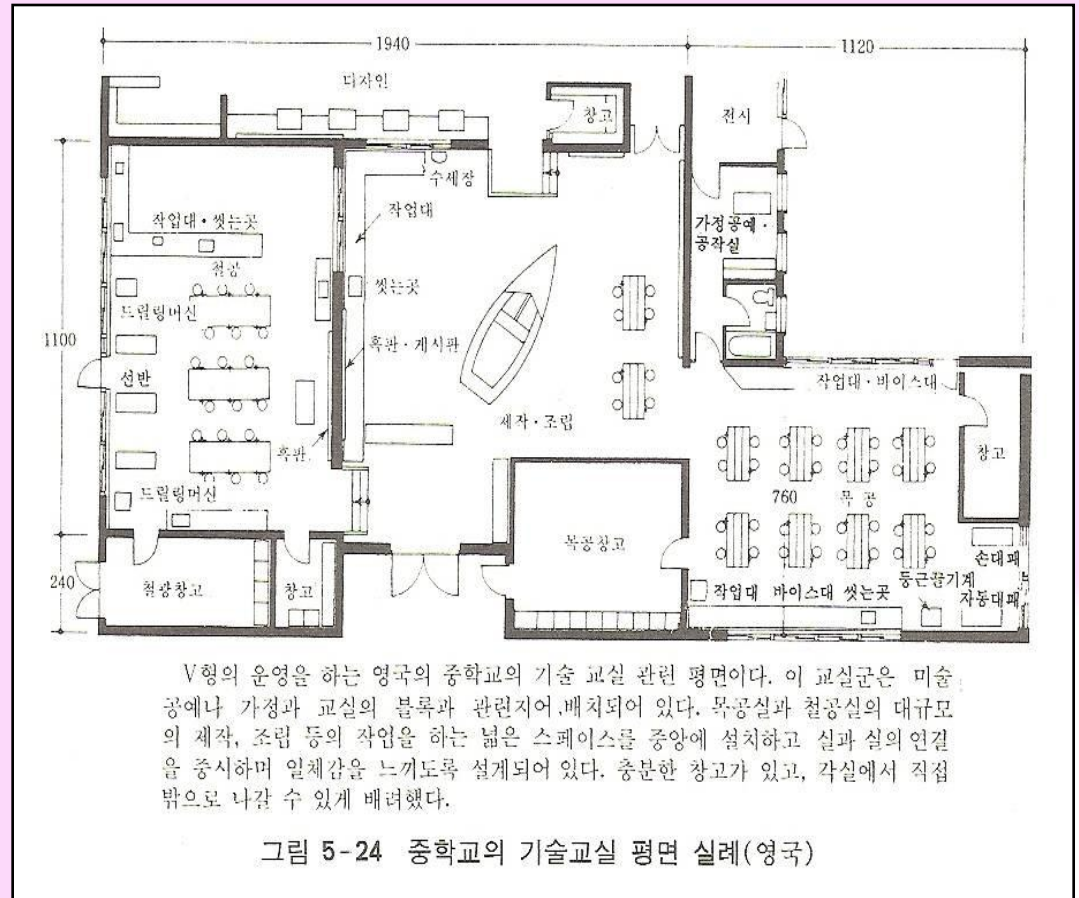 1940
1120
디자인
창고
전시
수세장
작업대
작업대·씻는곳
가정공예·
공작실
철공
씻는곳
드릴링머신
1100
흑판·게시판
선반
작업대·바이스대
제작·조립
흑판
창고
760
목공
드릴링머신
목공창고
손대패
240
철광창고
창고
작업대 바이스대 씻는곳
둥근끌기계
자동대패
V형의 운영을 하는 영국의 중학교의 기술 교실 관련 평면이다. 이 교실군은 미술
공예나 가정과 교실의 블록과 관련지어 배치되어 있다. 목공실과 철공실의 대규모
의 제작, 조립 등의 작업을 하는 넓은 스페이스를 중앙에 설치하고 실과 실의 연결
을 중시하며 일체감을 느끼도록 설계되어 있다. 충분한 창고가 있고, 각실에서 직접
밖으로 나갈 수 있게 배려했다.
그림 5-24 중학교의 기술교실 평면 실례(영국)